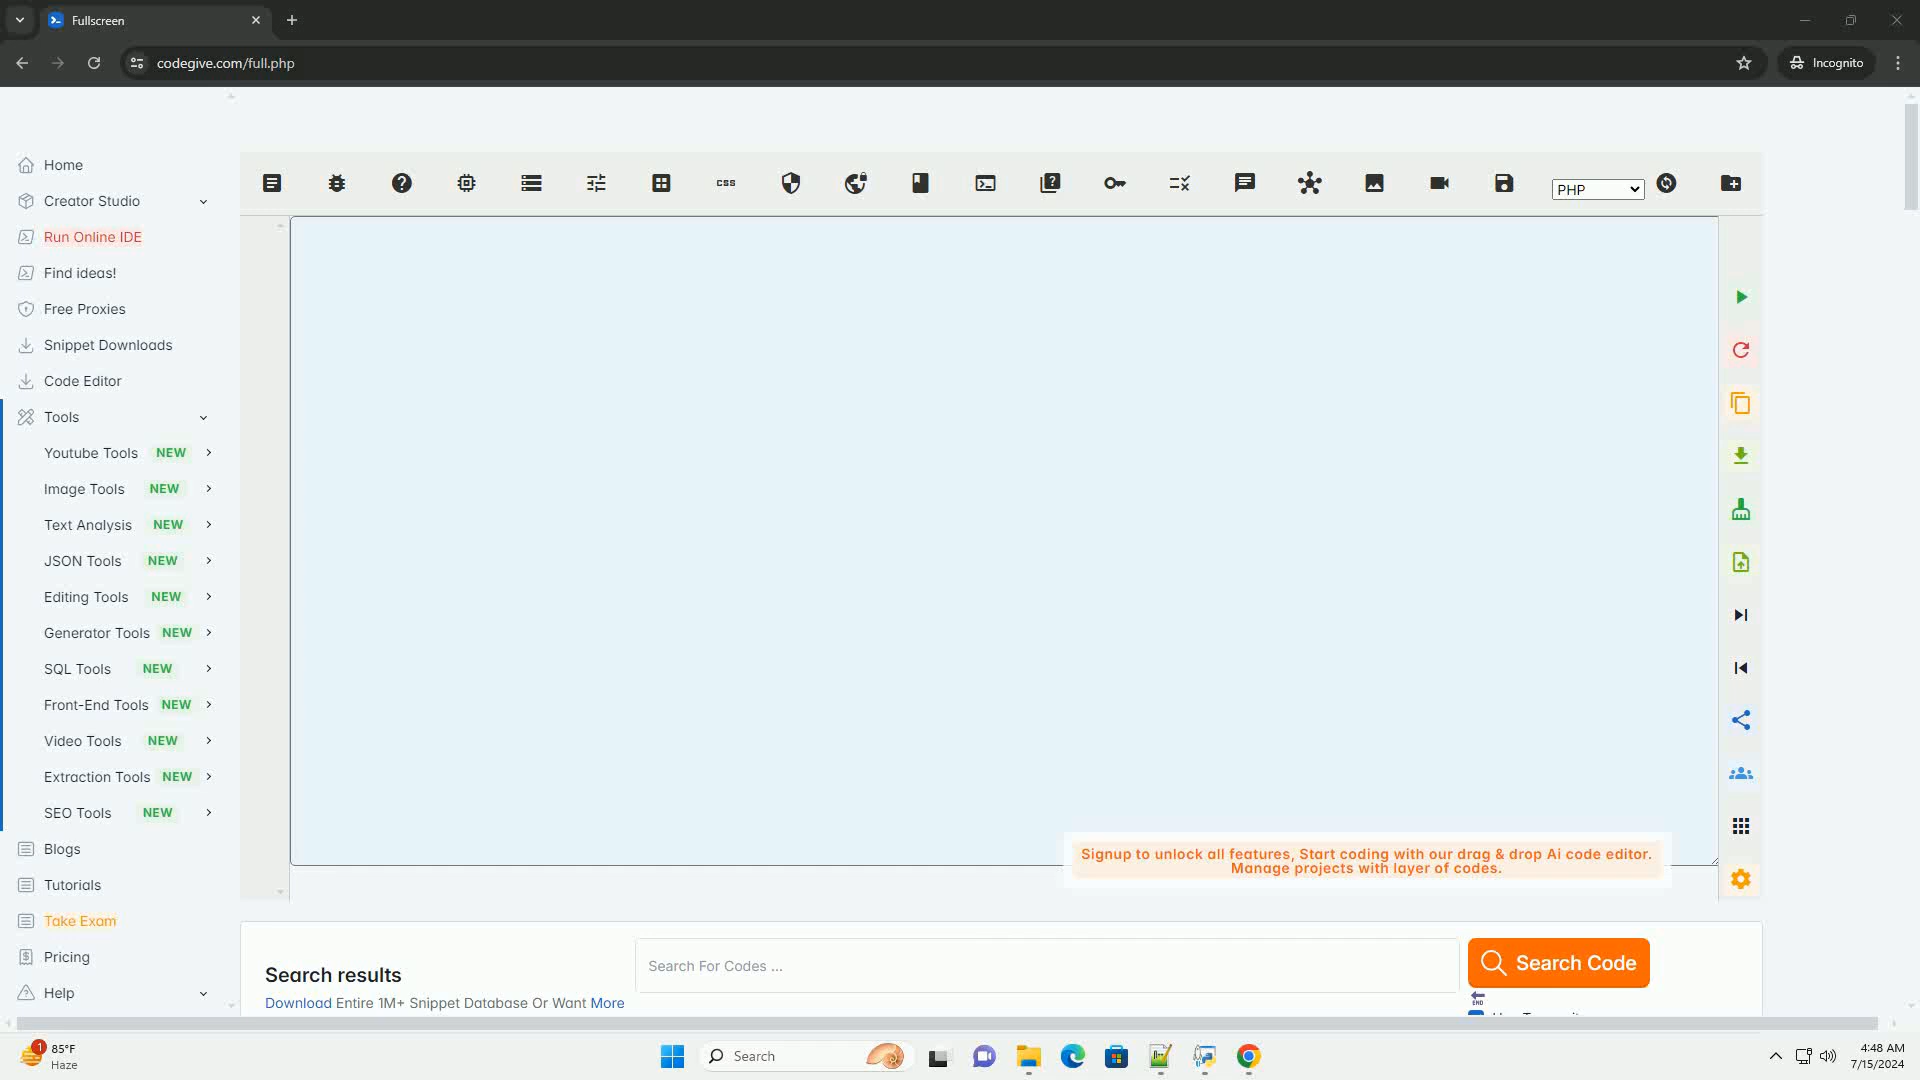 Fullscreen
codegive.com/full.php
Incognito
Home
Creator Studio
Run Online IDE
Find ideas!
Free Proxies
Snippet Downloads
Code Editor
Tools
Youtube Tools NEW
Image Tools NEW
Text Analysis NEW
JSON Tools NEW
Editing Tools NEW
Generator Tools NEW
SQL Tools NEW
Front-End Tools NEW
Video Tools NEW
Extraction Tools NEW
SEO Tools NEW
Blogs
Tutorials
Take Exam
Pricing
Help
css
PHP
Signup to unlock all features, Start coding with our drag & drop Ai code editor.
Manage projects with layer of codes.
Search results
Search For Codes ...
Search Code
Download Entire 1M+ Snippet Database Or Want More
END
1
85°F
Haze
Search
4:48 AM
7/15/2024